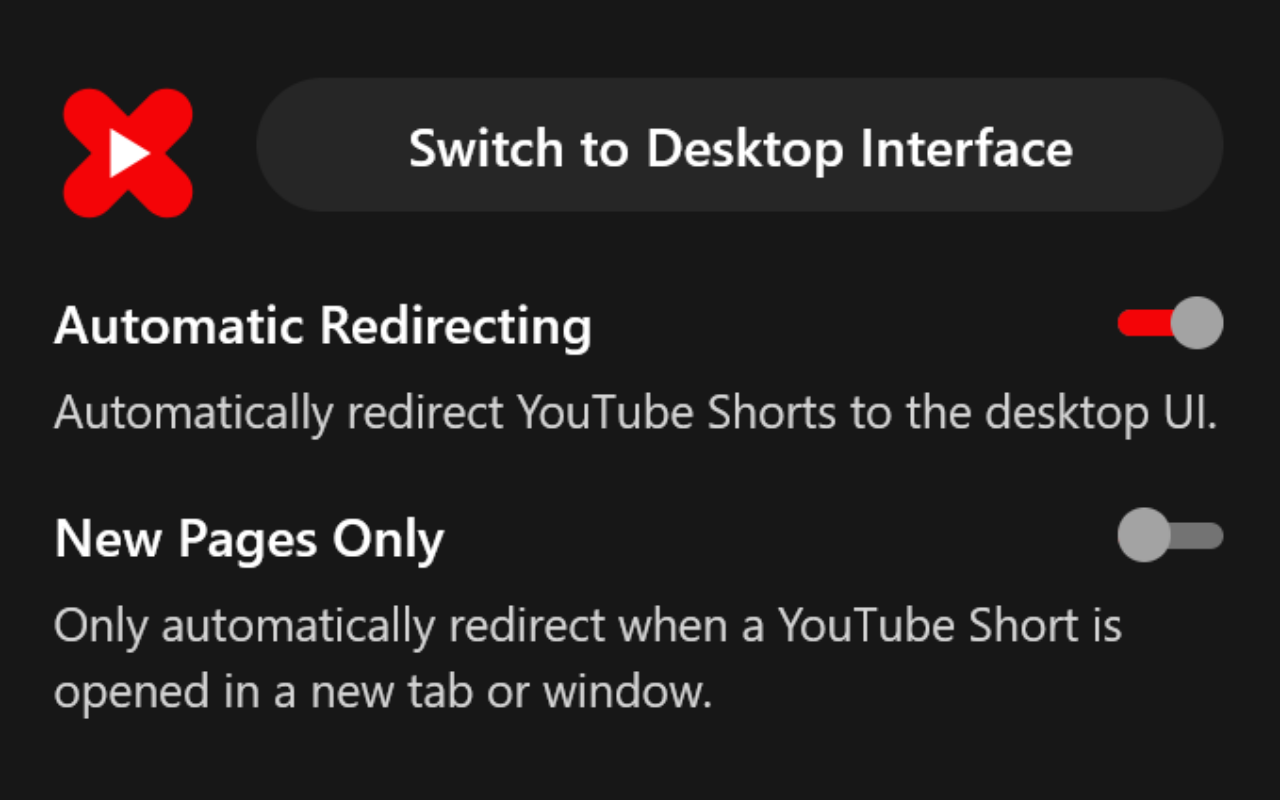 Switch to Desktop Interface
Automatic Redirecting
Automatically redirect YouTube Shorts to the desktop UI.
New Pages Only
Only automatically redirect when a YouTube Short is
opened in a new tab or window.